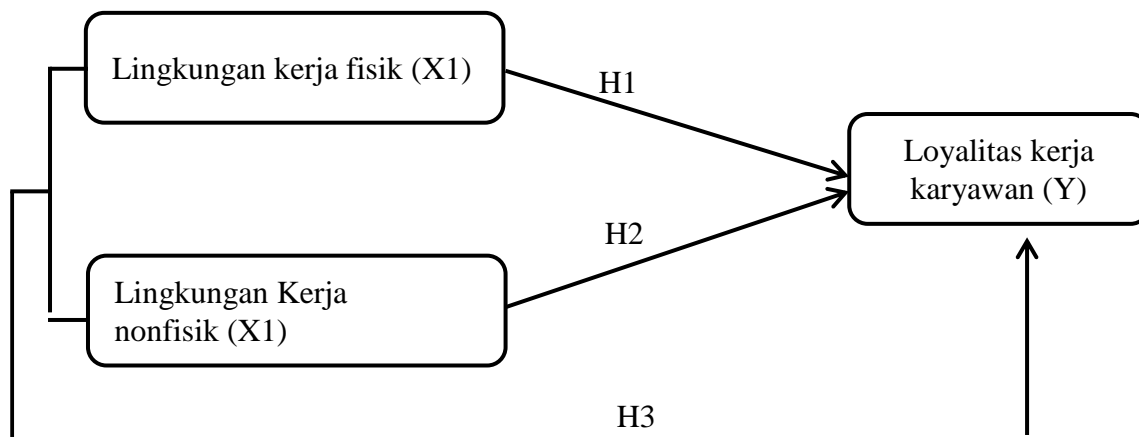 Lingkungan kerja fisik (X1)
H1
Loyalitas kerja
karyawan (Y)
H2
Lingkungan Kerja
nonfisik (X1)
H3